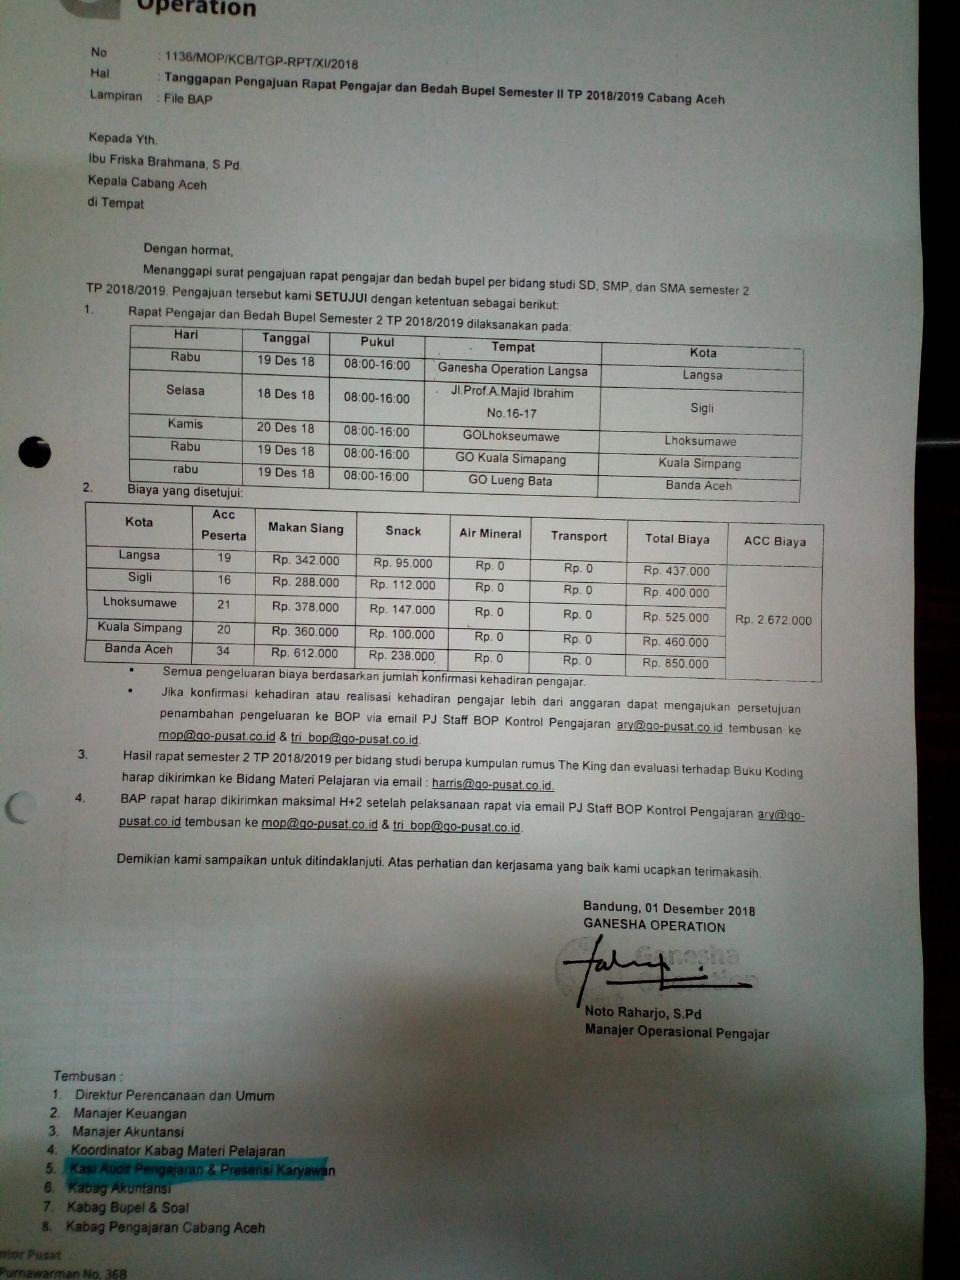 Operation
No : 1136/MOP/KCB/TGP-RPT/XI/2018
Hal : Tanggapan Pengajuan Rapat Pengajar dan Bedah Bupel Semester II TP 2018/2019 Cabang Aceh
Lampiran : File BAP
Kepada Yth.
Ibu Friska Brahmana, S.Pd
Kepala Cabang Aceh
di Tempat
Dengan hormat,
Menanggapi surat pengajuan rapat pengajar dan bedah bupel per bidang studi SD, SMP, dan SMA semester 2
TP 2018/2019. Pengajuan tersebut kami SETUJUI dengan ketentuan sebagai berikut:
1. Rapat Pengajar dan Bedah Bupel Semester 2 TP 2018/2019 dilaksanakan pada:
Hari Tanggal Pukul Tempat Kota
Rabu 19 Des 18 08:00-16:00 Ganesha Operation Langsa Langsa
Selasa 18 Des 18 08:00-16:00 Jl.Prof.A.Majid Ibrahim
No.16-17 Sigli
Kamis 20 Des 18 08:00-16:00 GOLhokseumawe Lhoksumawe
Rabu 19 Des 18 08:00-16:00 GO Kuala Simapang Kuala Simpang
rabu 19 Des 18 08:00-16:00 GO Lueng Bata Banda Aceh
2. Biaya yang disetujui:
Kota Acc Peserta Makan Siang Snack Air Mineral Transport Total Biaya ACC Biaya
Langsa 19 Rp. 342.000 Rp. 95.000 Rp. 0 Rp. 0 Rp. 437.000
Sigli 16 Rp. 288.000 Rp. 112.000 Rp. 0 Rp. 0 Rp. 400.000
Lhoksumawe 21 Rp. 378.000 Rp. 147.000 Rp. 0 Rp. 0 Rp. 525.000 Rp. 2.672.000
Kuala Simpang 20 Rp. 360.000 Rp. 100.000 Rp. 0 Rp. 0 Rp. 460.000
Banda Aceh 34 Rp. 612.000 Rp. 238.000 Rp. 0 Rp. 0 Rp. 850.000
▪ Semua pengeluaran biaya berdasarkan jumlah konfirmasi kehadiran pengajar.
▪ Jika konfirmasi kehadiran atau realisasi kehadiran pengajar lebih dari anggaran dapat mengajukan persetujuan
penambahan pengeluaran ke BOP via email PJ Staff BOP Kontrol Pengajaran ary@go-pusat.co.id tembusan ke
mop@go-pusat.co.id & tri_bop@go-pusat.co.id.
3. Hasil rapat semester 2 TP 2018/2019 per bidang studi berupa kumpulan rumus The King dan evaluasi terhadap Buku Koding
harap dikirimkan ke Bidang Materi Pelajaran via email : harris@go-pusat.co.id.
4. BAP rapat harap dikirimkan maksimal H+2 setelah pelaksanaan rapat via email PJ Staff BOP Kontrol Pengajaran ary@go-
pusat.co.id tembusan ke mop@go-pusat.co.id & tri_bop@go-pusat.co.id.
Demikian kami sampaikan untuk ditindaklanjuti. Atas perhatian dan kerjasama yang baik kami ucapkan terimakasih.
Bandung, 01 Desember 2018
GANESHA OPERATION
Ganesha
Operation
Noto Raharjo, S.Pd
Manajer Operasional Pengajar
Tembusan :
1. Direktur Perencanaan dan Umum
2. Manajer Keuangan
3. Manajer Akuntansi
4. Koordinator Kabag Materi Pelajaran
5. Kasi Audit Pengajaran & Presensi Karyawan
6. Kabag Akuntansi
7. Kabag Bupel & Soal
8. Kabag Pengajaran Cabang Aceh
Pusat
Purnawarman No. 36B